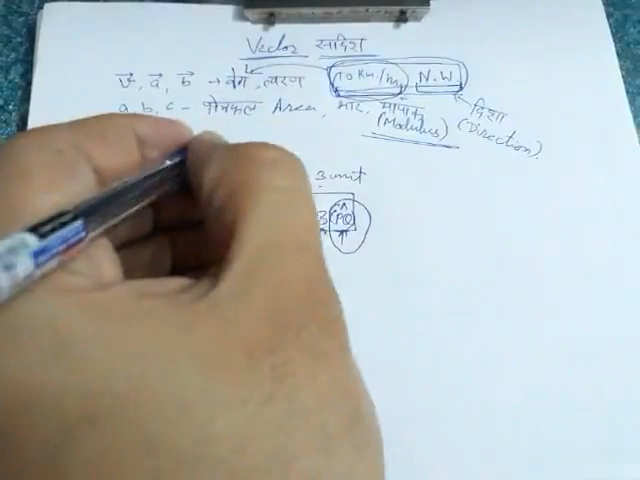 Vector सदिश
v⃗, a⃗, b⃗ → वेग, त्वरण 10 Km/h N.W
a, b, c - क्षेत्रफल Area, भार, मापांक दिशा
(Modulus) (Direction).
3 unit
B PQ